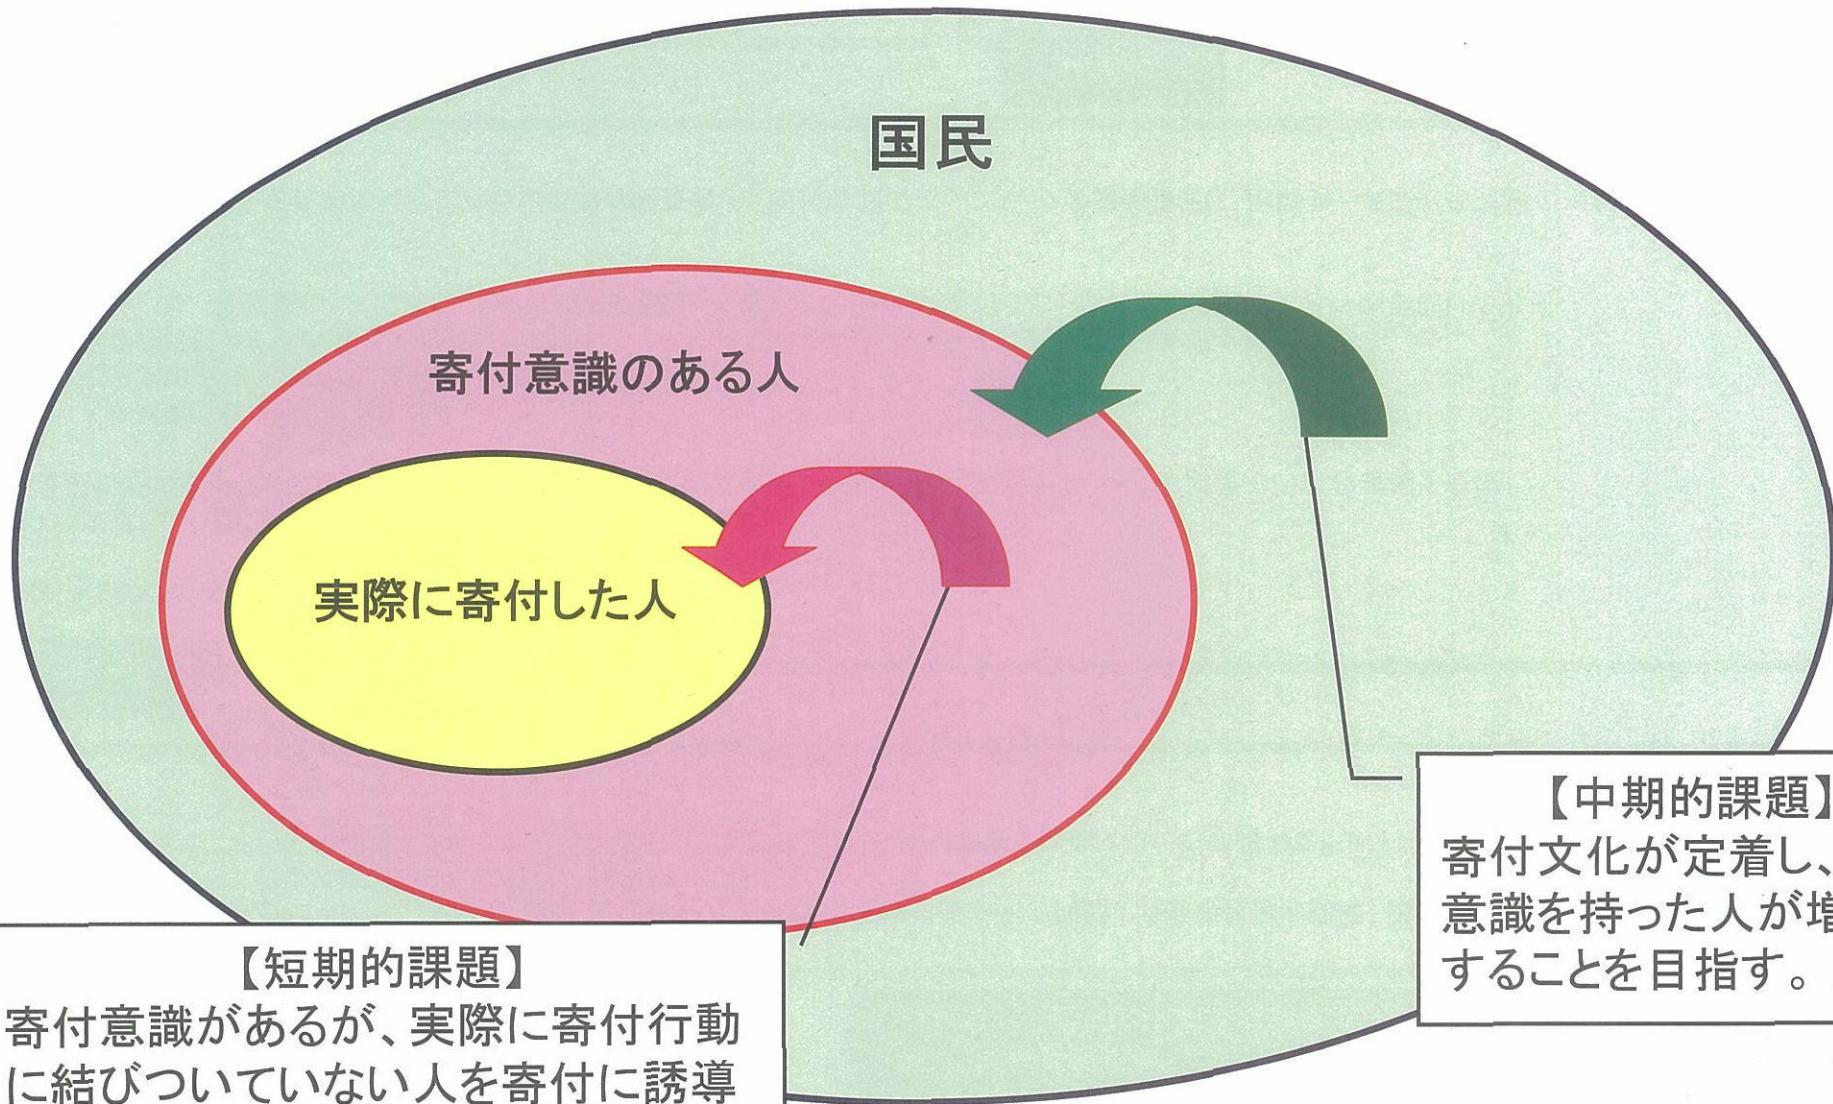 国民
寄付意識のある人
実際に寄付した人
【中期的課題】
寄付文化が定着し、
意識を持った人が増
することを目指す。
【短期的課題】
寄付意識があるが、実際に寄付行動
に結びついていない人を寄付に誘導